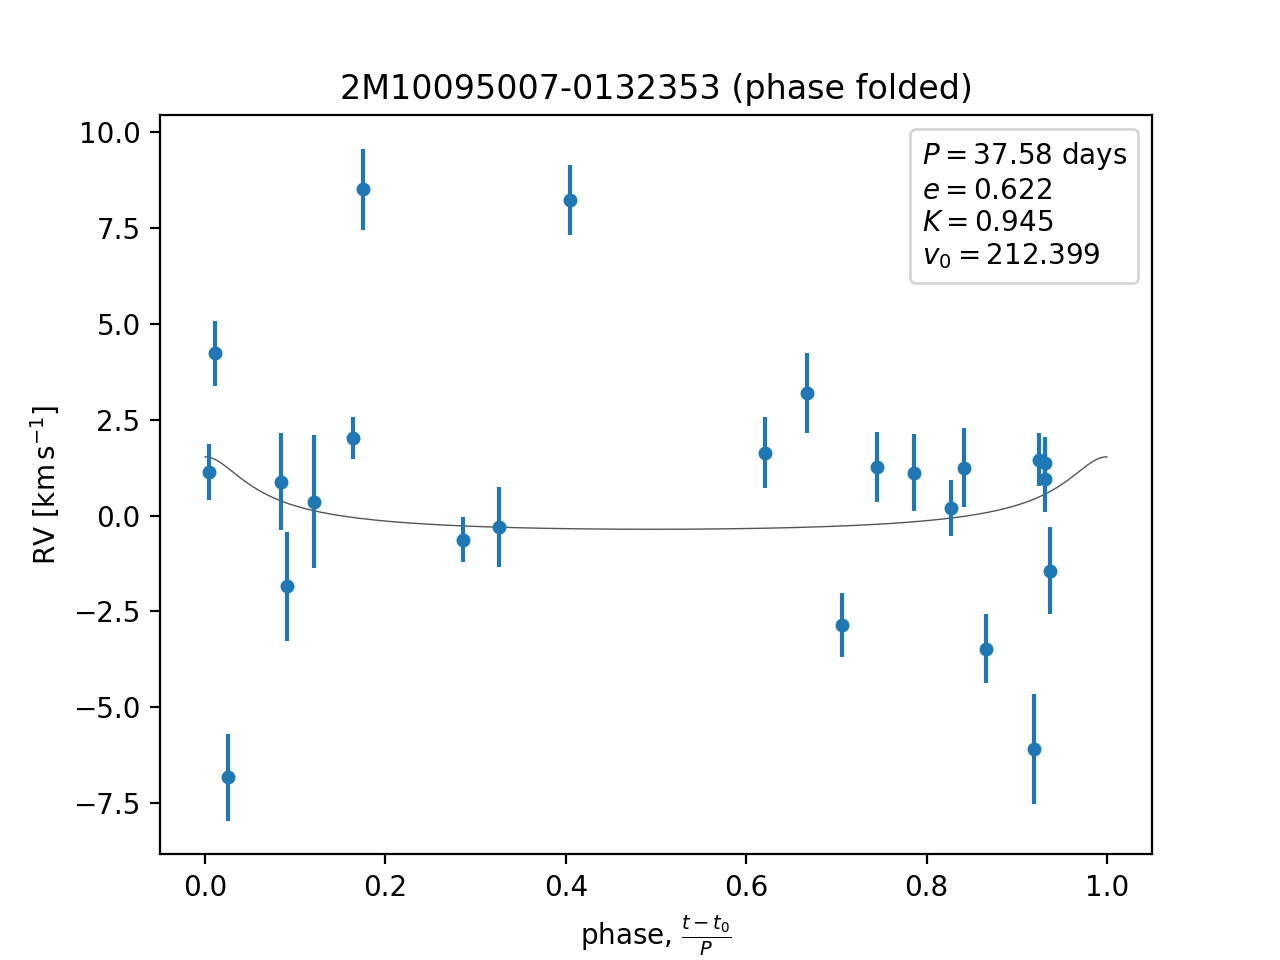 2M10095007-0132353 (phase folded)
P = 37.58 days
e = 0.622
K = 0.945
v₀ = 212.399
RV [km s⁻¹]
10.0
7.5
5.0
2.5
0.0
−2.5
−5.0
−7.5
0.0 0.2 0.4 0.6 0.8 1.0
phase, (t − t₀)/P